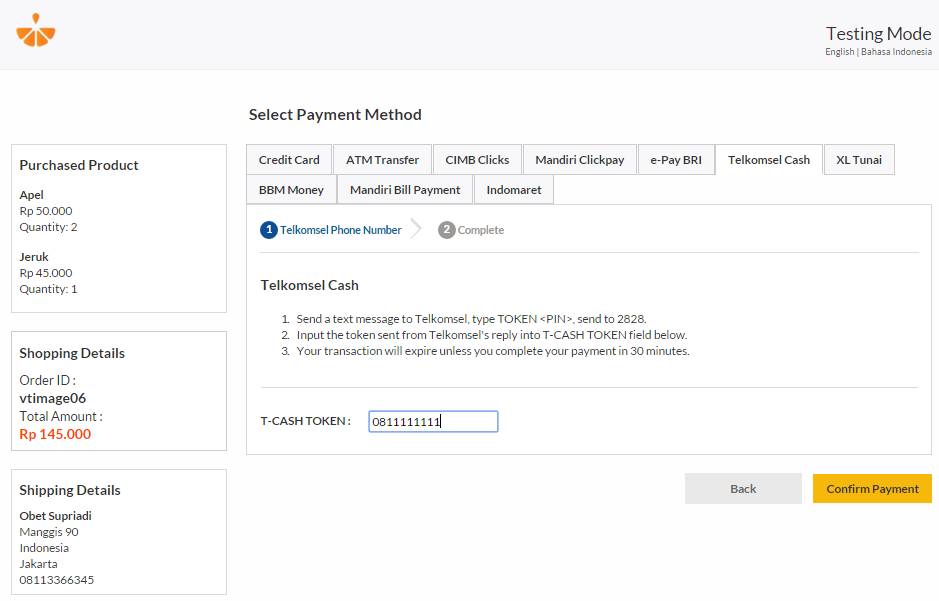 Testing Mode
English | Bahasa Indonesia
Select Payment Method
Purchased Product
Apel
Rp 50.000
Quantity: 2
Jeruk
Rp 45.000
Quantity: 1
Shopping Details
Order ID :
vtimage06
Total Amount :
Rp 145.000
Shipping Details
Obet Supriadi
Manggis 90
Indonesia
Jakarta
08113366345
Credit Card ATM Transfer CIMB Clicks Mandiri Clickpay e-Pay BRI Telkomsel Cash XL Tunai
BBM Money Mandiri Bill Payment Indomaret
1 Telkomsel Phone Number 2 Complete
Telkomsel Cash
1. Send a text message to Telkomsel, type TOKEN <PIN>, send to 2828.
2. Input the token sent from Telkomsel's reply into T-CASH TOKEN field below.
3. Your transaction will expire unless you complete your payment in 30 minutes.
T-CASH TOKEN : 0811111111
Back Confirm Payment